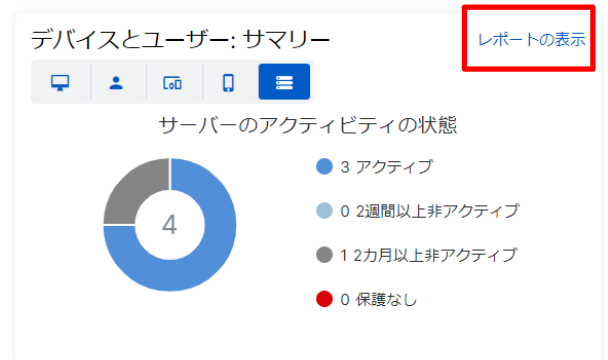 デバイスとユーザー: サマリー
レポートの表示
サーバーのアクティビティの状態
4
3 アクティブ
0 2週間以上非アクティブ
1 2カ月以上非アクティブ
0 保護なし